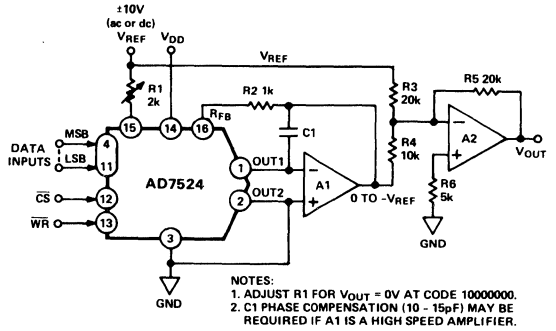 ±10V
(ac or dc)
VREF
VDD
VREF
R1
2k
R3
20k
R5 20k
RFB
R2 1k
15
14
16
C1
MSB
DATA
INPUTS
LSB
4
11
AD7524
1
OUT1
2
OUT2
−
+
A1
R4
10k
0 TO -VREF
−
+
A2
VOUT
CS
12
WR
13
R6
5k
3
GND
GND
NOTES:
1. ADJUST R1 FOR VOUT = 0V AT CODE 10000000.
2. C1 PHASE COMPENSATION (10 - 15pF) MAY BE
REQUIRED IF A1 IS A HIGH SPEED AMPLIFIER.